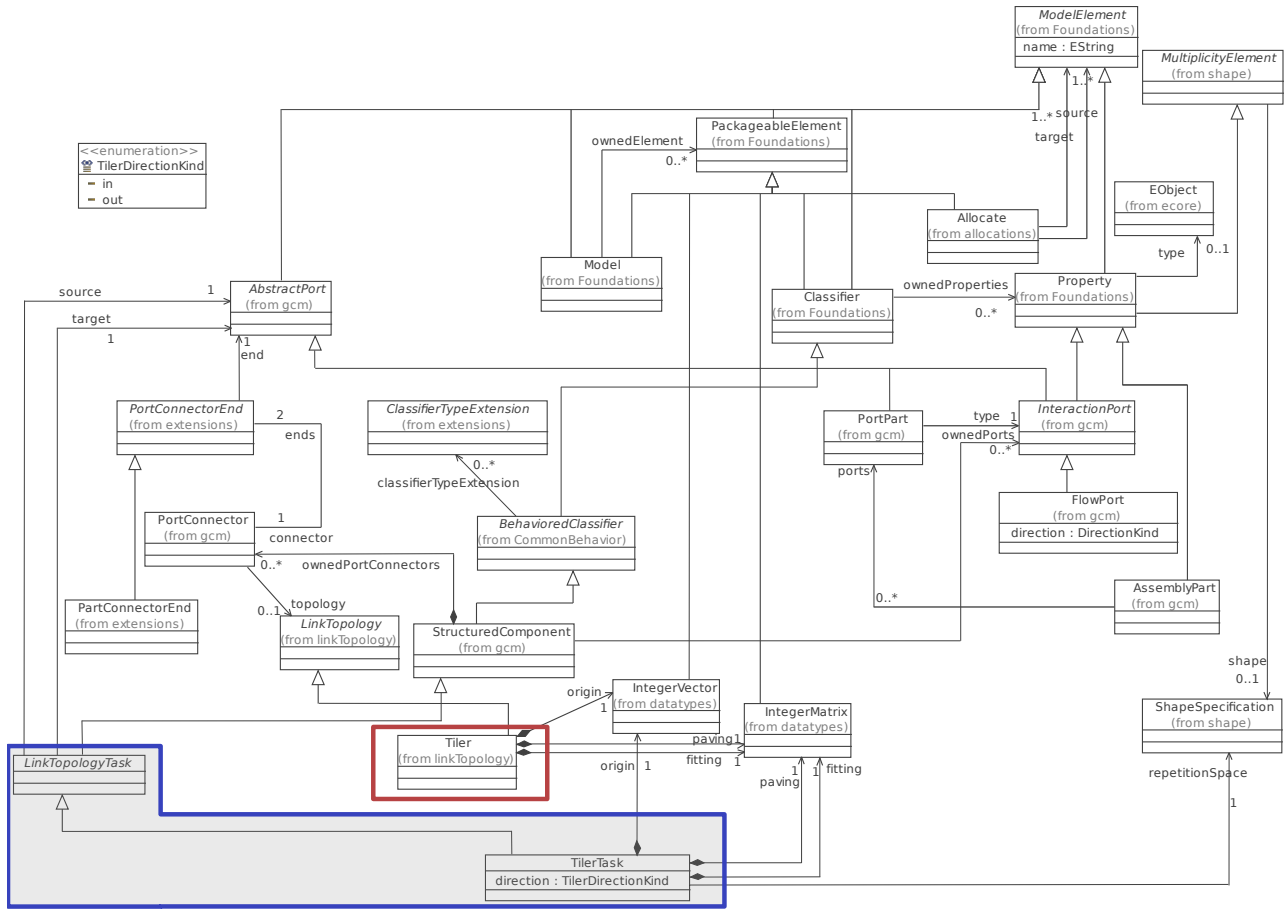 ModelElement
(from Foundations)
name : EString
MultiplicityElement
(from shape)
1..*
1..*
source
target
PackageableElement
(from Foundations)
ownedElement
0..*
<<enumeration>>
TilerDirectionKind
in
out
EObject
(from ecore)
type
0..1
Allocate
(from allocations)
Model
(from Foundations)
AbstractPort
(from gcm)
source
1
target
1
1
end
Classifier
(from Foundations)
ownedProperties
0..*
Property
(from Foundations)
PortConnectorEnd
(from extensions)
2
ends
ClassifierTypeExtension
(from extensions)
0..*
classifierTypeExtension
PortPart
(from gcm)
type
1
ownedPorts
0..*
InteractionPort
(from gcm)
ports
FlowPort
(from gcm)
direction : DirectionKind
PortConnector
(from gcm)
1
connector
0..*
ownedPortConnectors
BehavioredClassifier
(from CommonBehavior)
AssemblyPart
(from gcm)
0..*
PartConnectorEnd
(from extensions)
topology
0..1
LinkTopology
(from linkTopology)
StructuredComponent
(from gcm)
shape
0..1
origin
1
IntegerVector
(from datatypes)
IntegerMatrix
(from datatypes)
ShapeSpecification
(from shape)
Tiler
(from linkTopology)
paving
1
fitting
1
origin
1
paving
1
1
fitting
repetitionSpace
1
LinkTopologyTask
TilerTask
direction : TilerDirectionKind